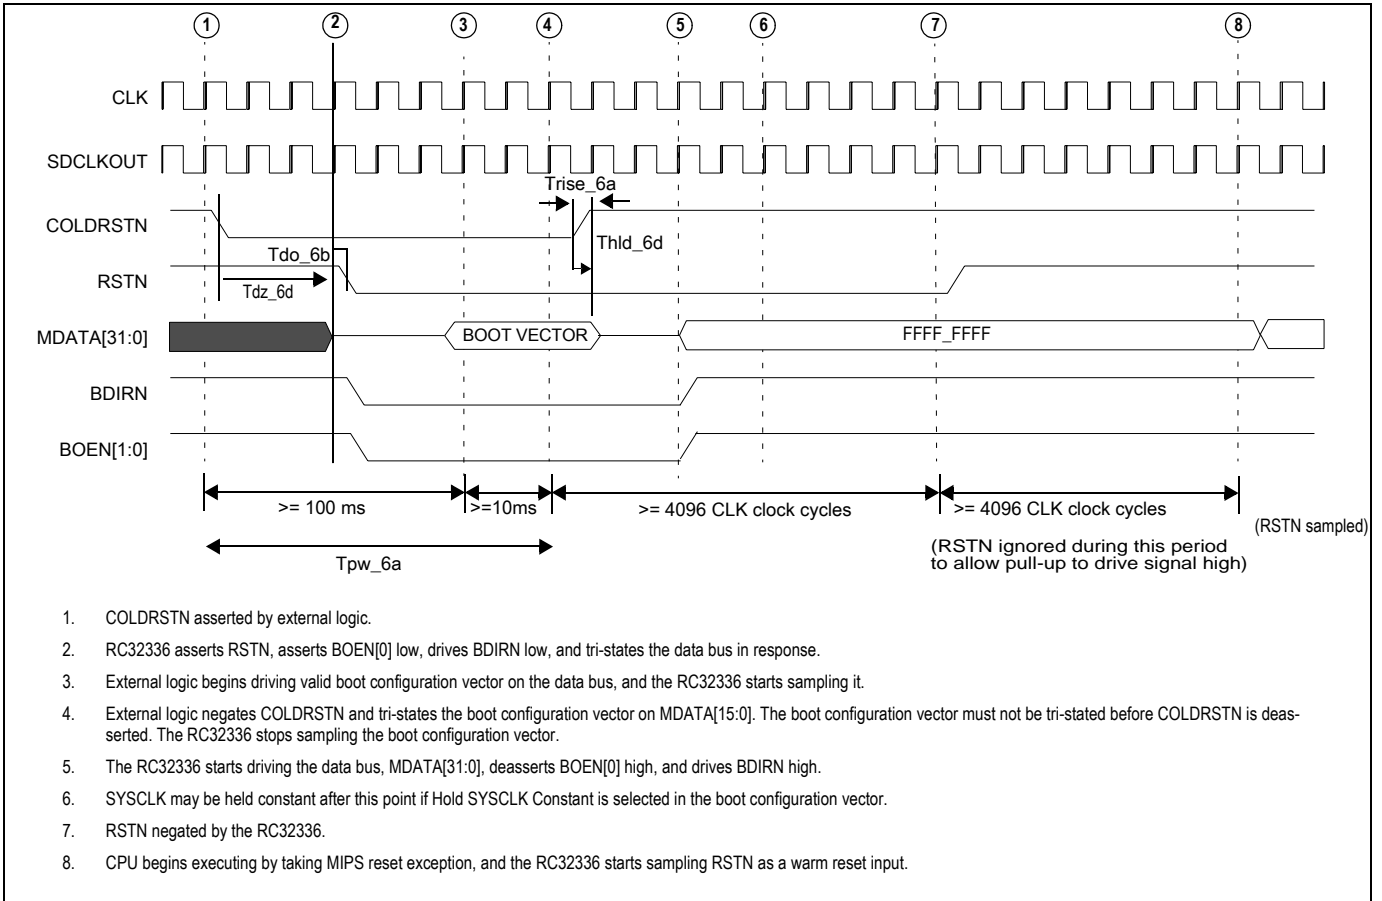 1 2 3 4 5 6 7 8
CLK
SDCLKOUT
Trise_6a
COLDRSTN
Thld_6d
Tdo_6b
RSTN
Tdz_6d
MDATA[31:0]
BOOT VECTOR
FFFF_FFFF
BDIRN
BOEN[1:0]
>= 100 ms
>=10ms
>= 4096 CLK clock cycles
>= 4096 CLK clock cycles
(RSTN sampled)
Tpw_6a
(RSTN ignored during this period
to allow pull-up to drive signal high)
1. COLDRSTN asserted by external logic.
2. RC32336 asserts RSTN, asserts BOEN[0] low, drives BDIRN low, and tri-states the data bus in response.
3. External logic begins driving valid boot configuration vector on the data bus, and the RC32336 starts sampling it.
4. External logic negates COLDRSTN and tri-states the boot configuration vector on MDATA[15:0]. The boot configuration vector must not be tri-stated before COLDRSTN is deas-
serted. The RC32336 stops sampling the boot configuration vector.
5. The RC32336 starts driving the data bus, MDATA[31:0], deasserts BOEN[0] high, and drives BDIRN high.
6. SYSCLK may be held constant after this point if Hold SYSCLK Constant is selected in the boot configuration vector.
7. RSTN negated by the RC32336.
8. CPU begins executing by taking MIPS reset exception, and the RC32336 starts sampling RSTN as a warm reset input.